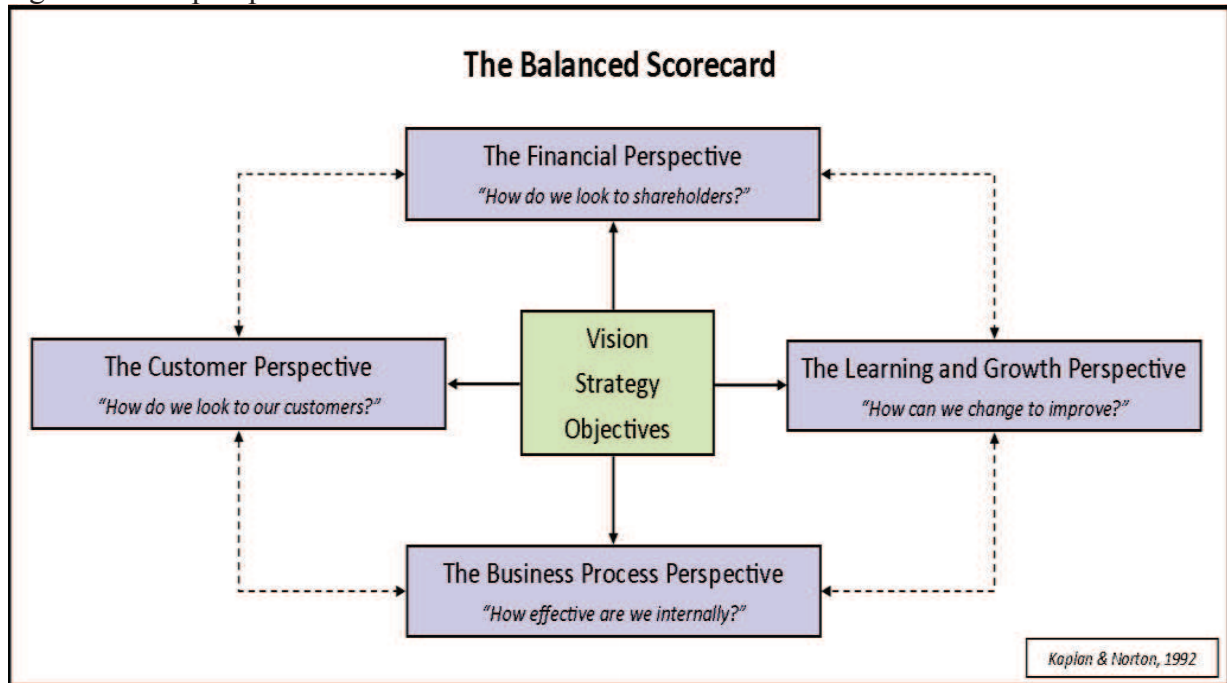 The Balanced Scorecard
The Financial Perspective
“How do we look to shareholders?”
The Customer Perspective
“How do we look to our customers?”
Vision
Strategy
Objectives
The Learning and Growth Perspective
“How can we change to improve?”
The Business Process Perspective
“How effective are we internally?”
Kaplan & Norton, 1992